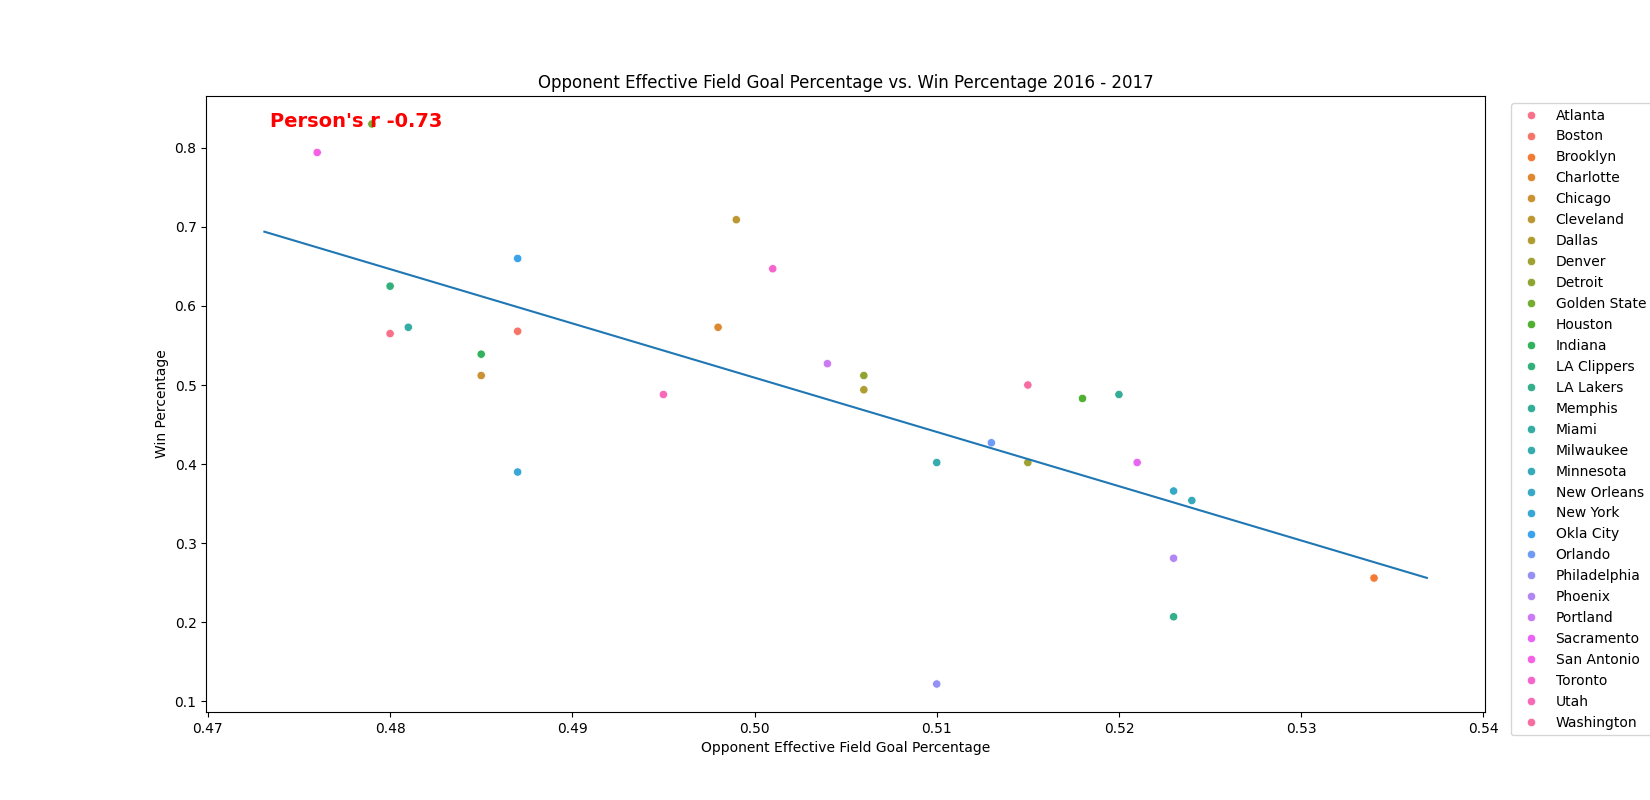 Opponent Effective Field Goal Percentage vs. Win Percentage 2016 - 2017
Person's r -0.73
0.8
0.7
0.6
0.5
0.4
0.3
0.2
0.1
Win Percentage
0.47 0.48 0.49 0.50 0.51 0.52 0.53 0.54
Opponent Effective Field Goal Percentage
Atlanta
Boston
Brooklyn
Charlotte
Chicago
Cleveland
Dallas
Denver
Detroit
Golden State
Houston
Indiana
LA Clippers
LA Lakers
Memphis
Miami
Milwaukee
Minnesota
New Orleans
New York
Okla City
Orlando
Philadelphia
Phoenix
Portland
Sacramento
San Antonio
Toronto
Utah
Washington